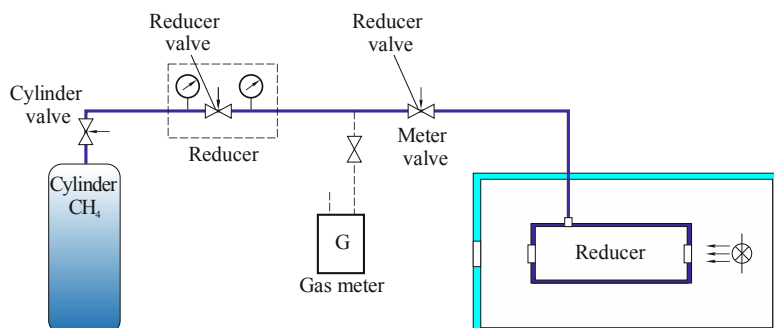 Reducer
valve
Reducer
valve
Cylinder
valve
Reducer
Meter
valve
Cylinder
CH₄
G
Gas meter
Reducer